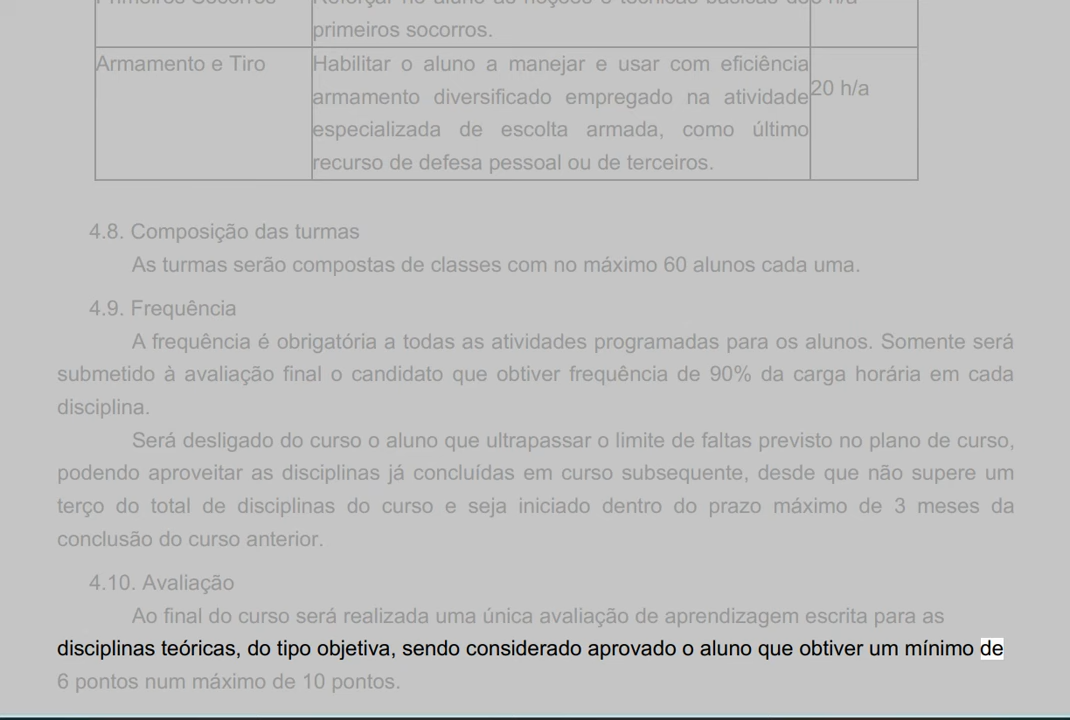 primeiros socorros.
Armamento e Tiro
Habilitar o aluno a manejar e usar com eficiência
armamento diversificado empregado na atividade
especializada de escolta armada, como último
recurso de defesa pessoal ou de terceiros.
20 h/a
4.8. Composição das turmas
As turmas serão compostas de classes com no máximo 60 alunos cada uma.
4.9. Frequência
A frequência é obrigatória a todas as atividades programadas para os alunos. Somente será
submetido à avaliação final o candidato que obtiver frequência de 90% da carga horária em cada
disciplina.
Será desligado do curso o aluno que ultrapassar o limite de faltas previsto no plano de curso,
podendo aproveitar as disciplinas já concluídas em curso subsequente, desde que não supere um
terço do total de disciplinas do curso e seja iniciado dentro do prazo máximo de 3 meses da
conclusão do curso anterior.
4.10. Avaliação
Ao final do curso será realizada uma única avaliação de aprendizagem escrita para as
disciplinas teóricas, do tipo objetiva, sendo considerado aprovado o aluno que obtiver um mínimo de
6 pontos num máximo de 10 pontos.